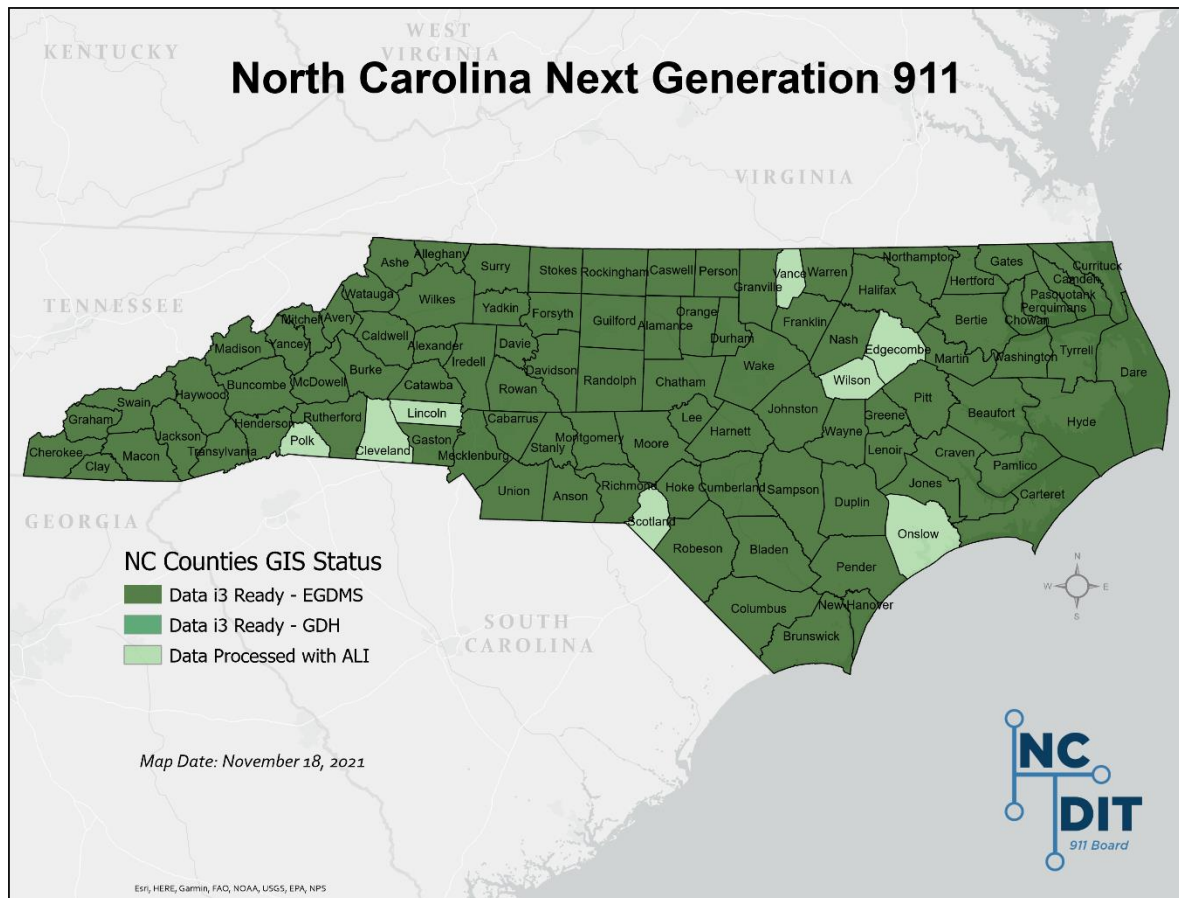 KENTUCKY
WEST
VIRGINIA
North Carolina Next Generation 911
VIRGINIA
TENNESSEE
GEORGIA
SOUTH
CAROLINA
Ashe
Alleghany
Surry
Stokes
Rockingham
Caswell
Person
Granville
Vance
Warren
Northampton
Halifax
Hertford
Gates
Currituck
Camden
Pasquotank
Perquimans
Chowan
Bertie
Watauga
Wilkes
Yadkin
Forsyth
Guilford
Alamance
Orange
Durham
Franklin
Nash
Edgecombe
Martin
Washington
Tyrrell
Dare
Mitchell
Avery
Caldwell
Alexander
Iredell
Davie
Davidson
Randolph
Chatham
Wake
Wilson
Pitt
Beaufort
Hyde
Madison
Yancey
McDowell
Burke
Catawba
Rowan
Lee
Johnston
Wayne
Greene
Lenoir
Craven
Pamlico
Swain
Haywood
Buncombe
Henderson
Rutherford
Lincoln
Cabarrus
Stanly
Montgomery
Moore
Harnett
Graham
Jackson
Transylvania
Polk
Cleveland
Gaston
Mecklenburg
Cherokee
Clay
Macon
Union
Anson
Richmond
Scotland
Hoke
Cumberland
Sampson
Duplin
Jones
Onslow
Carteret
Robeson
Bladen
Pender
Columbus
New Hanover
Brunswick
NC Counties GIS Status
Data i3 Ready - EGDMS
Data i3 Ready - GDH
Data Processed with ALI
Map Date: November 18, 2021
N
W
E
S
NC
DIT
911 Board
Esri, HERE, Garmin, FAO, NOAA, USGS, EPA, NPS